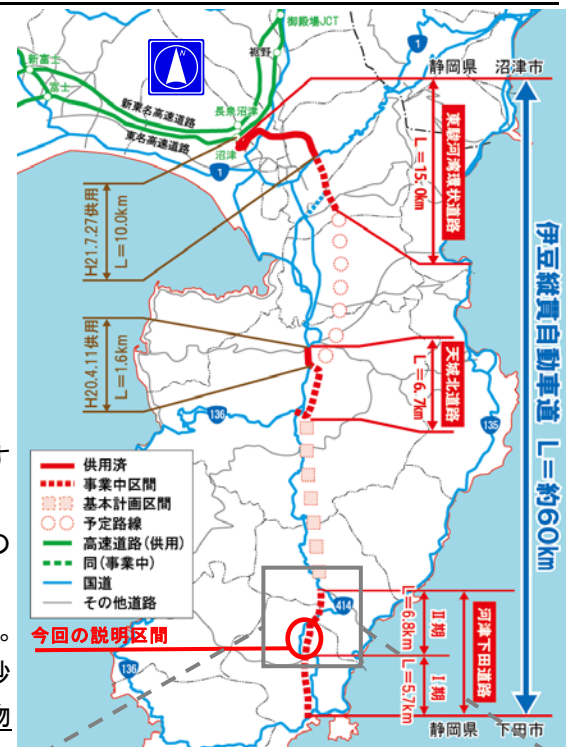 御殿場JCT
裾野
新富士
富士
N
1
静岡県 沼津市
新東名高速道路
長泉沼津
東名高速道路
沼津
1
東駿河湾環状道路
L=15.0km
H21.7.27供用
L=10.0km
伊豆縦貫自動車道 L=約60km
H20.4.11供用
L=1.6km
天城北道路
L=6.7km
136
135
す
供用済
事業中区間
基本計画区間
の
予定路線
高速道路(供用)
同(事業中)
国道
その他道路
414
Ⅱ期
L=6.8km
河津下田道路
今回の説明区間
。
Ⅰ期
L=5.7km
136
物
静岡県 下田市